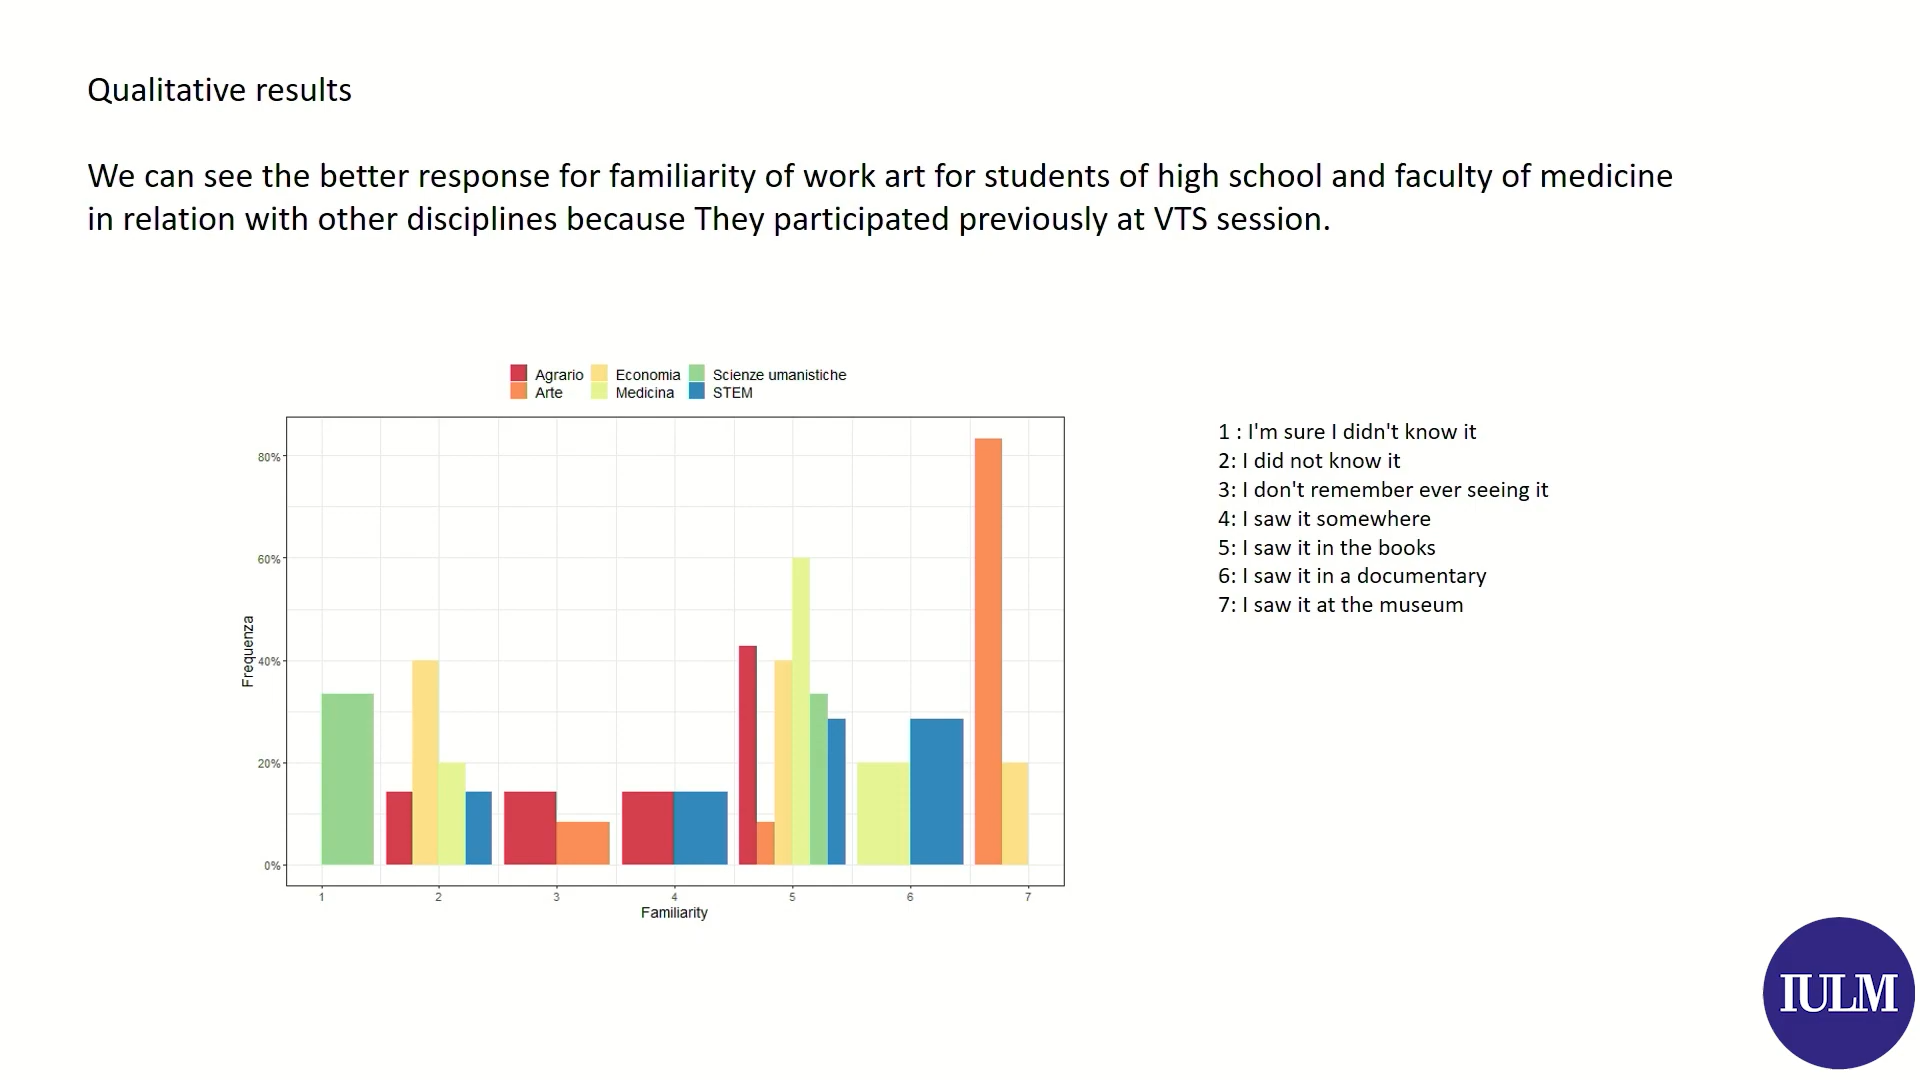 Qualitative results
We can see the better response for familiarity of work art for students of high school and faculty of medicine
in relation with other disciplines because They participated previously at VTS session.
Agrario Economia Scienze umanistiche
Arte Medicina STEM
80%
60%
40%
20%
0%
Frequenza
1 2 3 4 5 6 7
Familiarity
1 : I'm sure I didn't know it
2: I did not know it
3: I don't remember ever seeing it
4: I saw it somewhere
5: I saw it in the books
6: I saw it in a documentary
7: I saw it at the museum
IULM